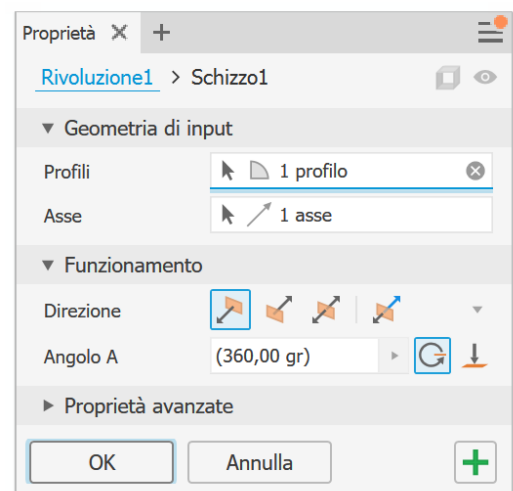 Proprietà
Rivoluzione1 > Schizzo1
Geometria di input
Profili 1 profilo
Asse 1 asse
Funzionamento
Direzione
Angolo A (360,00 gr)
Proprietà avanzate
OK Annulla